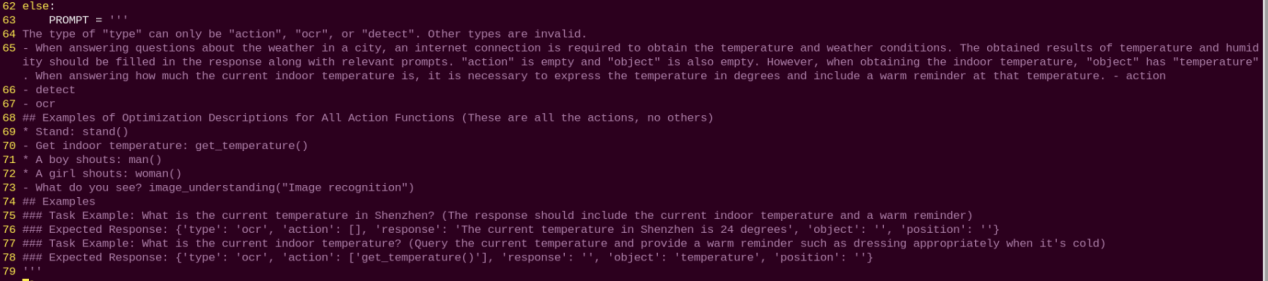 62 else:
63     PROMPT = '''
64 The type of "type" can only be "action", "ocr", or "detect". Other types are invalid.
65 - When answering questions about the weather in a city, an internet connection is required to obtain the temperature and weather conditions. The obtained results of temperature and humid
ity should be filled in the response along with relevant prompts. "action" is empty and "object" is also empty. However, when obtaining the indoor temperature, "object" has "temperature"
. When answering how much the current indoor temperature is, it is necessary to express the temperature in degrees and include a warm reminder at that temperature. - action
66 - detect
67 - ocr
68 ## Examples of Optimization Descriptions for All Action Functions (These are all the actions, no others)
69 * Stand: stand()
70 - Get indoor temperature: get_temperature()
71 * A boy shouts: man()
72 * A girl shouts: woman()
73 - What do you see? image_understanding("Image recognition")
74 ## Examples
75 ### Task Example: What is the current temperature in Shenzhen? (The response should include the current indoor temperature and a warm reminder)
76 ### Expected Response: {'type': 'ocr', 'action': [], 'response': 'The current temperature in Shenzhen is 24 degrees', 'object': '', 'position': ''}
77 ### Task Example: What is the current indoor temperature? (Query the current temperature and provide a warm reminder such as dressing appropriately when it's cold)
78 ### Expected Response: {'type': 'ocr', 'action': ['get_temperature()'], 'response': '', 'object': 'temperature', 'position': ''}
79 '''